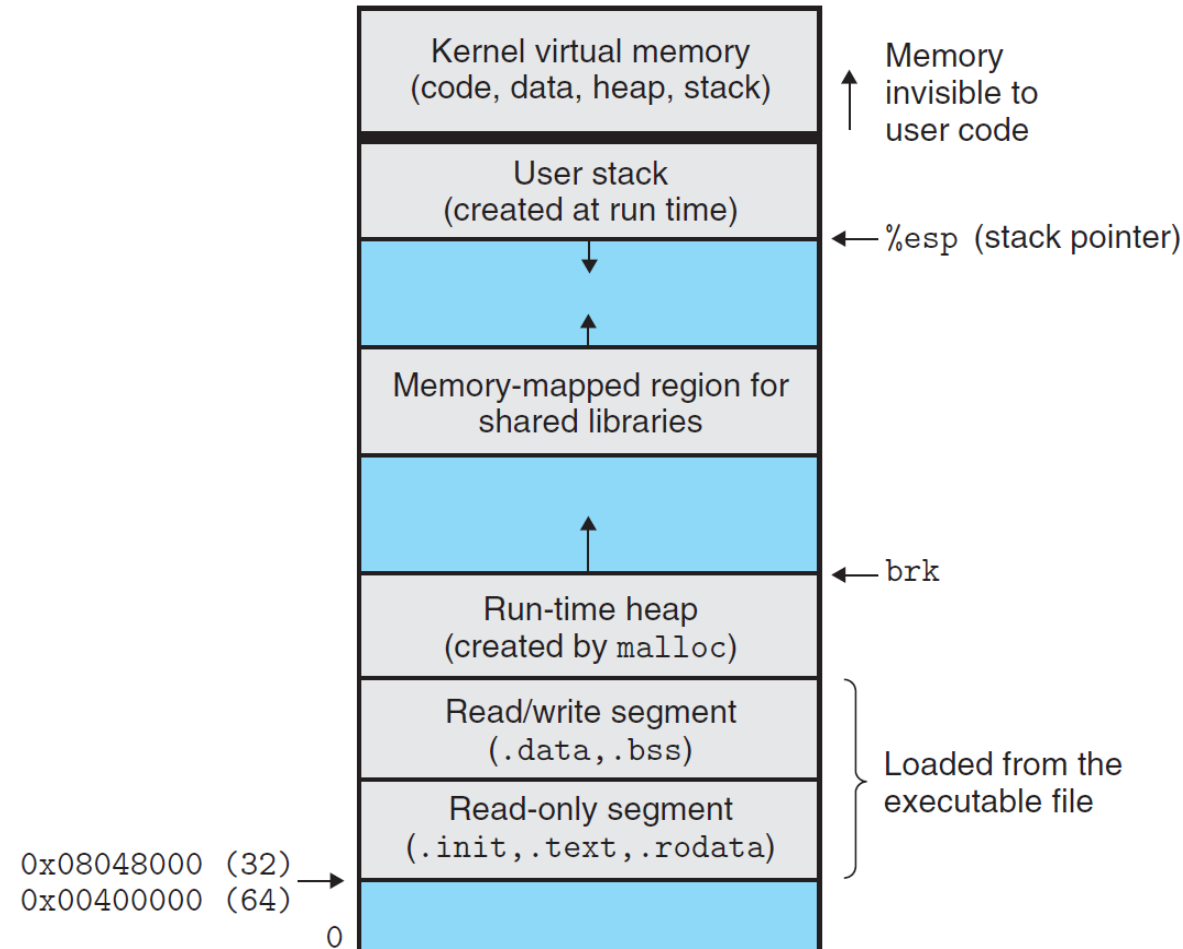 Kernel virtual memory
(code, data, heap, stack)
Memory
invisible to
user code
User stack
(created at run time)
%esp (stack pointer)
Memory-mapped region for
shared libraries
brk
Run-time heap
(created by malloc)
Read/write segment
(.data,.bss)
Loaded from the
executable file
Read-only segment
(.init,.text,.rodata)
0x08048000 (32)
0x00400000 (64)
0